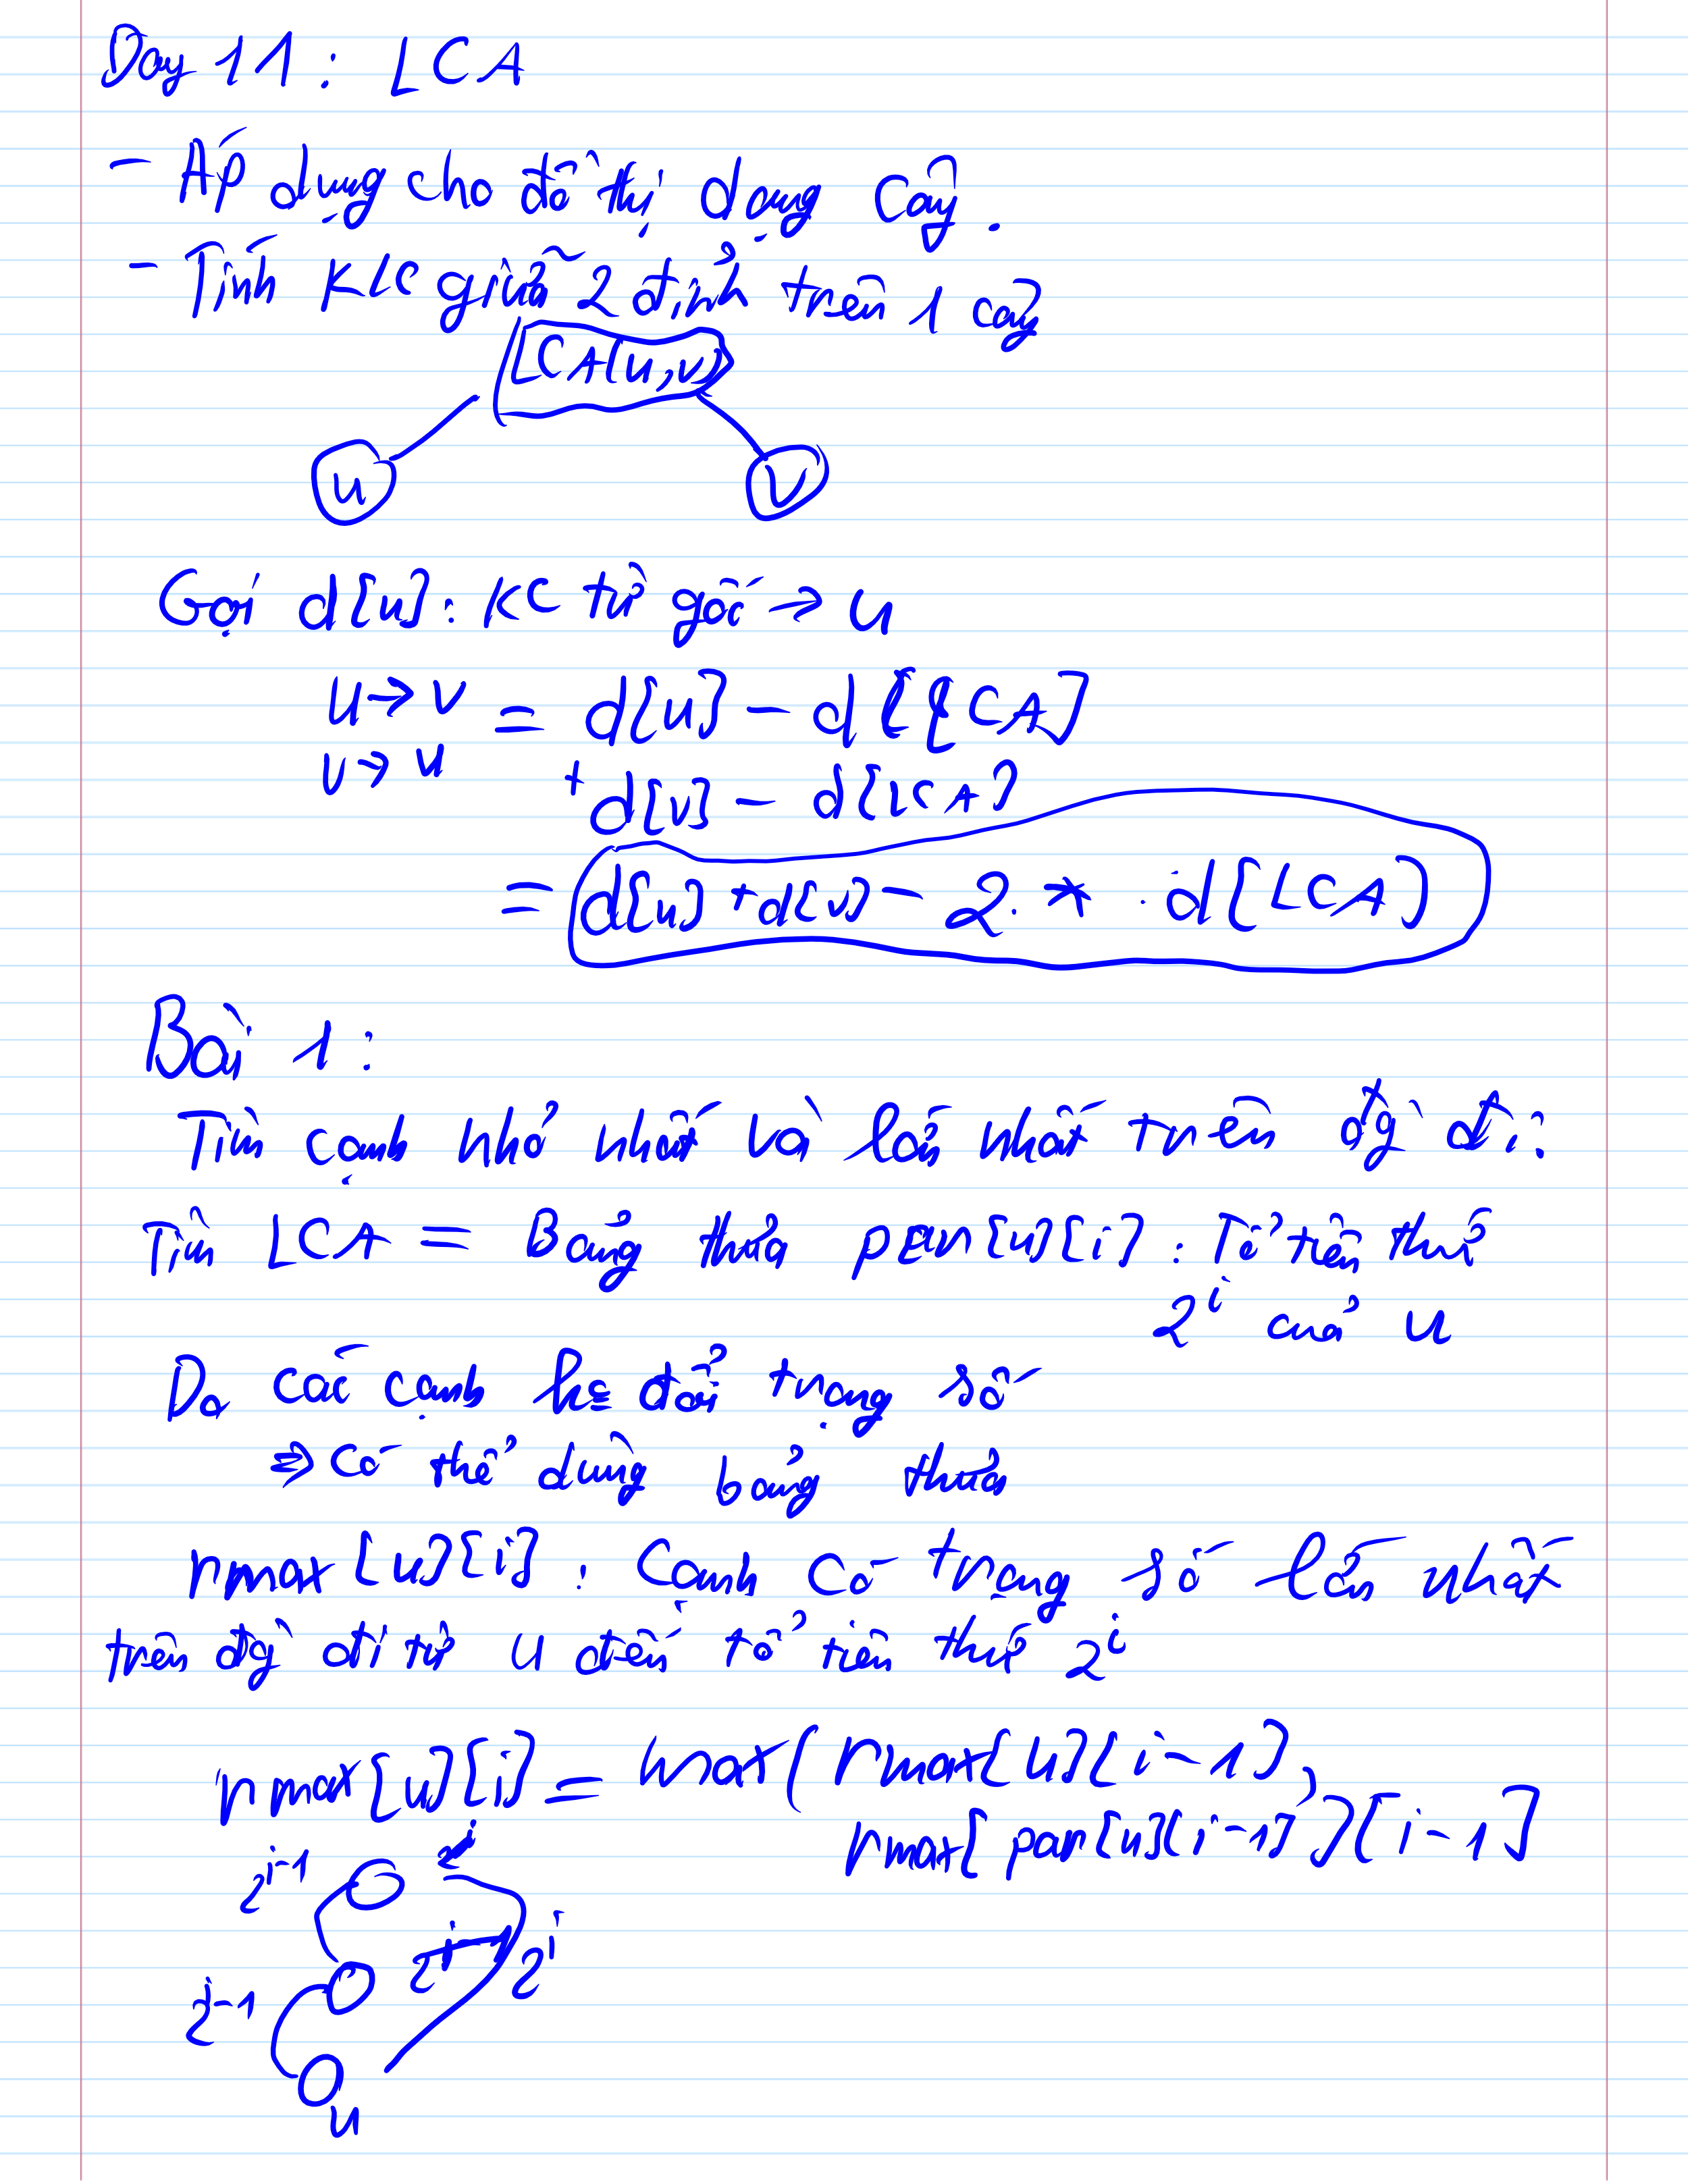 Day 11: LCA
- Áp dụng cho đồ thị dạng cây.
- Tính K/c giữa 2 đỉnh trên 1 cây
LCA(u,v)
u v
Gọi d[u]: KC từ gốc → u
u → v = d[u] - d[LCA]
v → u + d[v] - d[LCA]
= d[u] + d[v] - 2 * d[LCA]
Bài 1:
Tìm cạnh nhỏ nhất và lớn nhất trên đg đi:
Tìm LCA = Bảng thưa par[u][i]: Tổ tiên thứ
2^i của u
Do các cạnh ko đổi trọng số
⇒ Có thể dùng bảng thưa
rmax[u][i]: Cạnh có trọng số lớn nhất
trên đg đi từ u đến tổ tiên thứ 2^i
rmax[u][i] = max(rmax[u][i-1],
rmax[par[u][i-1]][i-1]
2^i-1 2^i
2^i
2^i-1
u